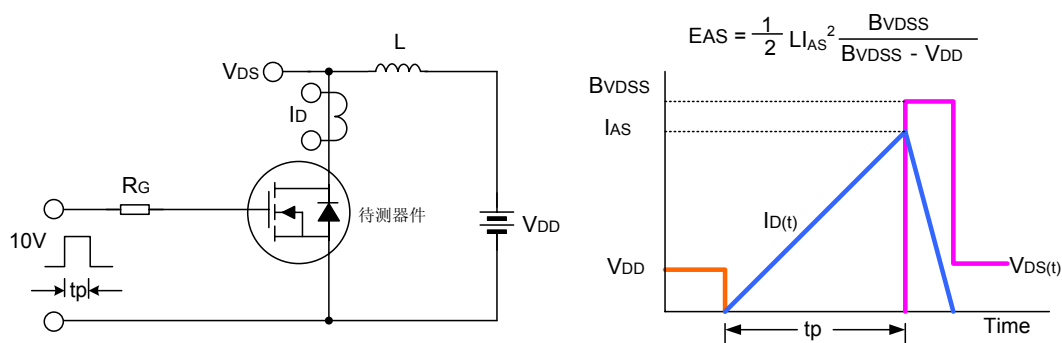 L
VDS
ID
RG
待测器件
10V
tp
VDD
EAS = 1/2 LIAS² BVDSS / (BVDSS - VDD)
BVDSS
IAS
ID(t)
VDD
VDS(t)
tp
Time